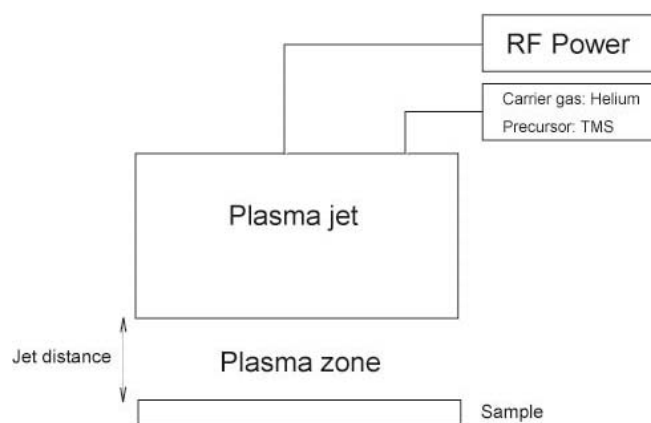 RF Power
Carrier gas: Helium
Precursor: TMS
Plasma jet
Jet distance
Plasma zone
Sample